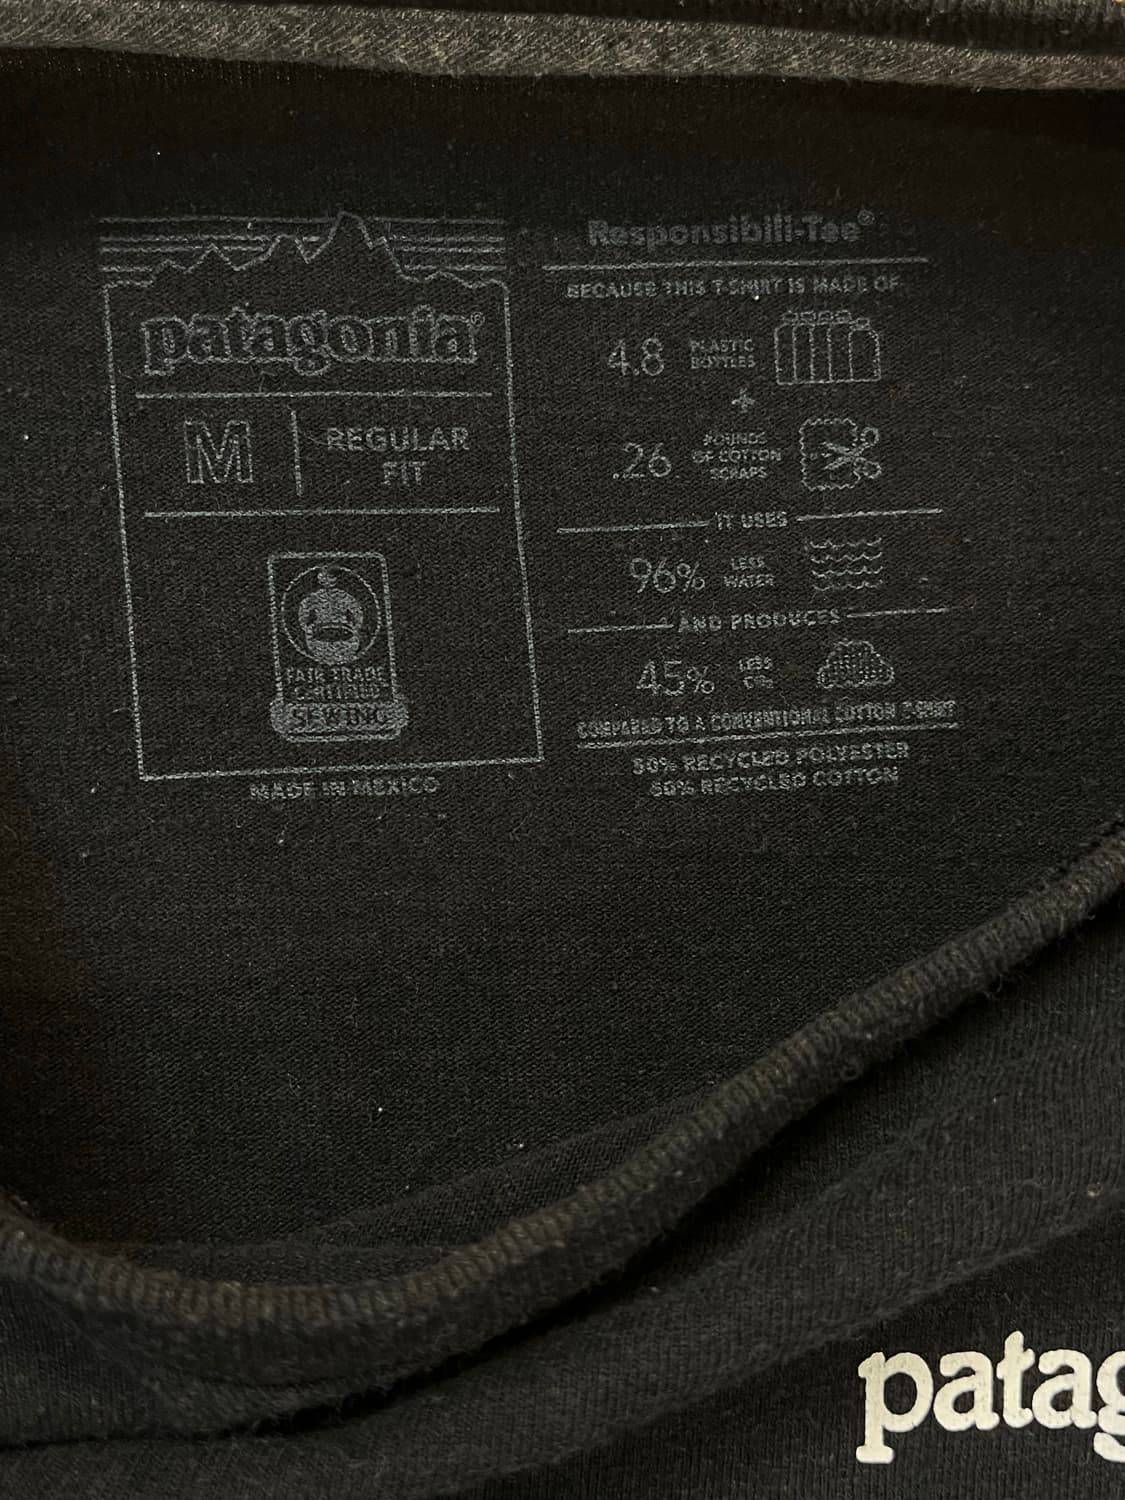 patagonia®
M
REGULAR
FIT
FAIR TRADE
CERTIFIED
SEWING
MADE IN MEXICO
Responsibili-Tee®
BECAUSE THIS T-SHIRT IS MADE OF
4.8 PLASTIC
BOTTLES
+
.26 POUNDS
OF COTTON
SCRAPS
IT USES
96% LESS
WATER
AND PRODUCES
45% LESS
CO₂
COMPARED TO A CONVENTIONAL COTTON T-SHIRT
50% RECYCLED POLYESTER
50% RECYCLED COTTON
patag